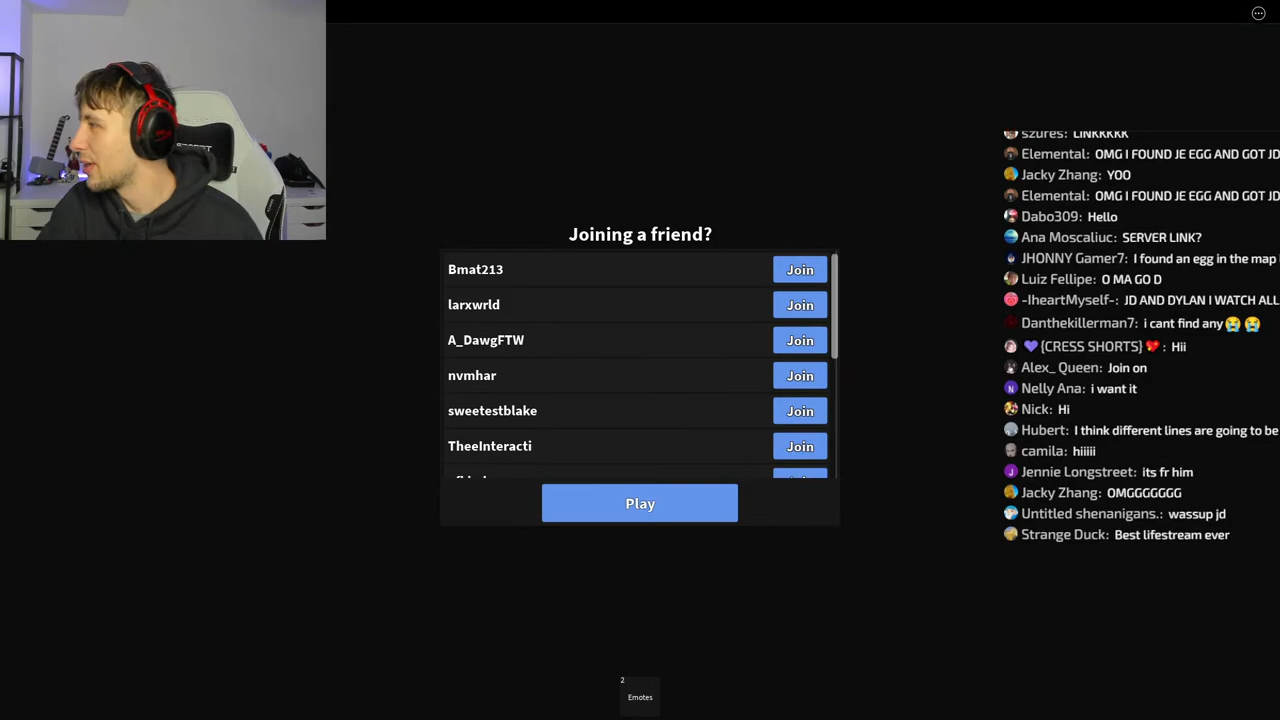 Joining a friend?
Bmat213 Join
larxwrld Join
A_DawgFTW Join
nvmhar Join
sweetestblake Join
TheeInteracti Join
Play
2
Emotes
szures: LINKKKKK
Elemental: OMG I FOUND JE EGG AND GOT JD
Jacky Zhang: YOO
Elemental: OMG I FOUND JE EGG AND GOT JD
Dabo309: Hello
Ana Moscaliuc: SERVER LINK?
JHONNY Gamer7: I found an egg in the map
Luiz Fellipe: O MA GO D
-IheartMyself-: JD AND DYLAN I WATCH ALL
Danthekillerman7: i cant find any😭😭
💜{CRESS SHORTS}💖: Hii
Alex_ Queen: Join on
Nelly Ana: i want it
Nick: Hi
Hubert: I think different lines are going to be
camila: hiiiii
Jennie Longstreet: its fr him
Jacky Zhang: OMGGGGGGG
Untitled shenanigans.: wassup jd
Strange Duck: Best lifestream ever